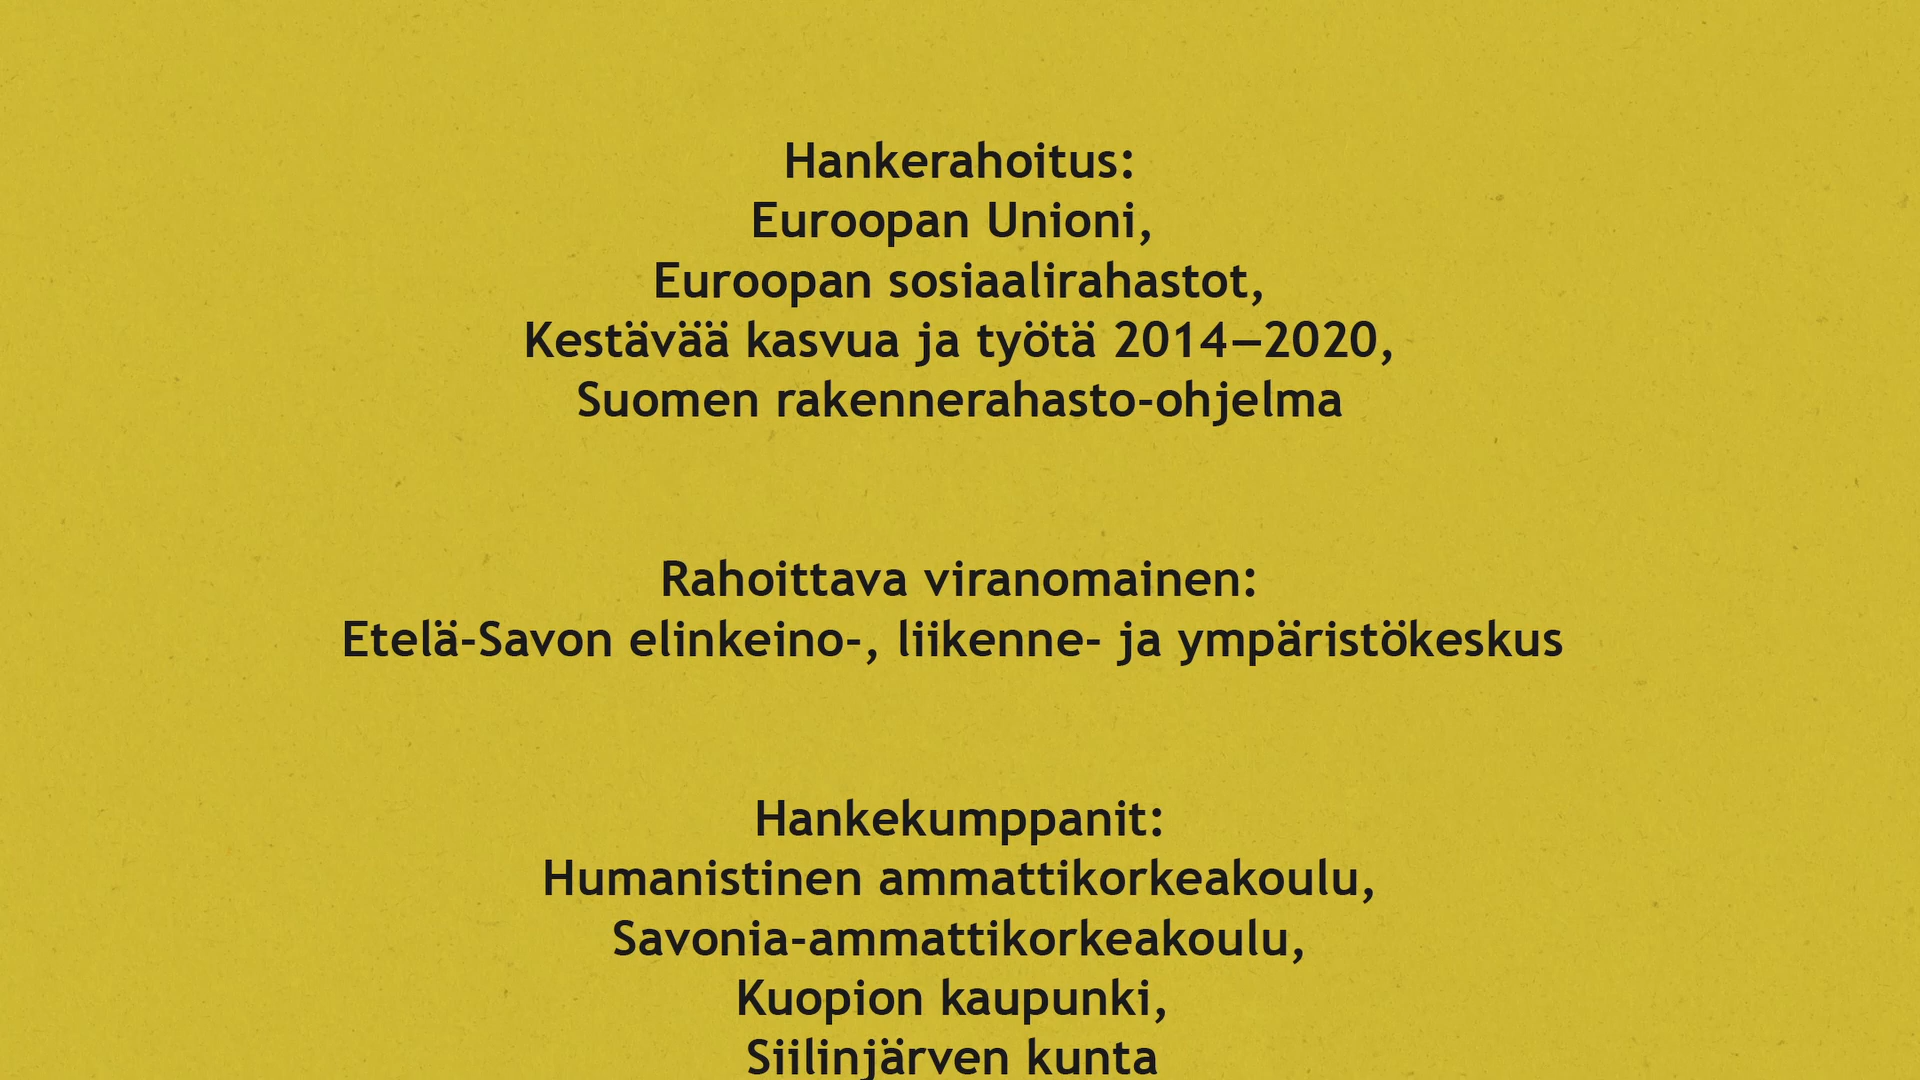 Hankerahoitus:
Euroopan Unioni,
Euroopan sosiaalirahastot,
Kestävää kasvua ja työtä 2014–2020,
Suomen rakennerahasto-ohjelma
Rahoittava viranomainen:
Etelä-Savon elinkeino-, liikenne- ja ympäristökeskus
Hankekumppanit:
Humanistinen ammattikorkeakoulu,
Savonia-ammattikorkeakoulu,
Kuopion kaupunki,
Siilinjärven kunta